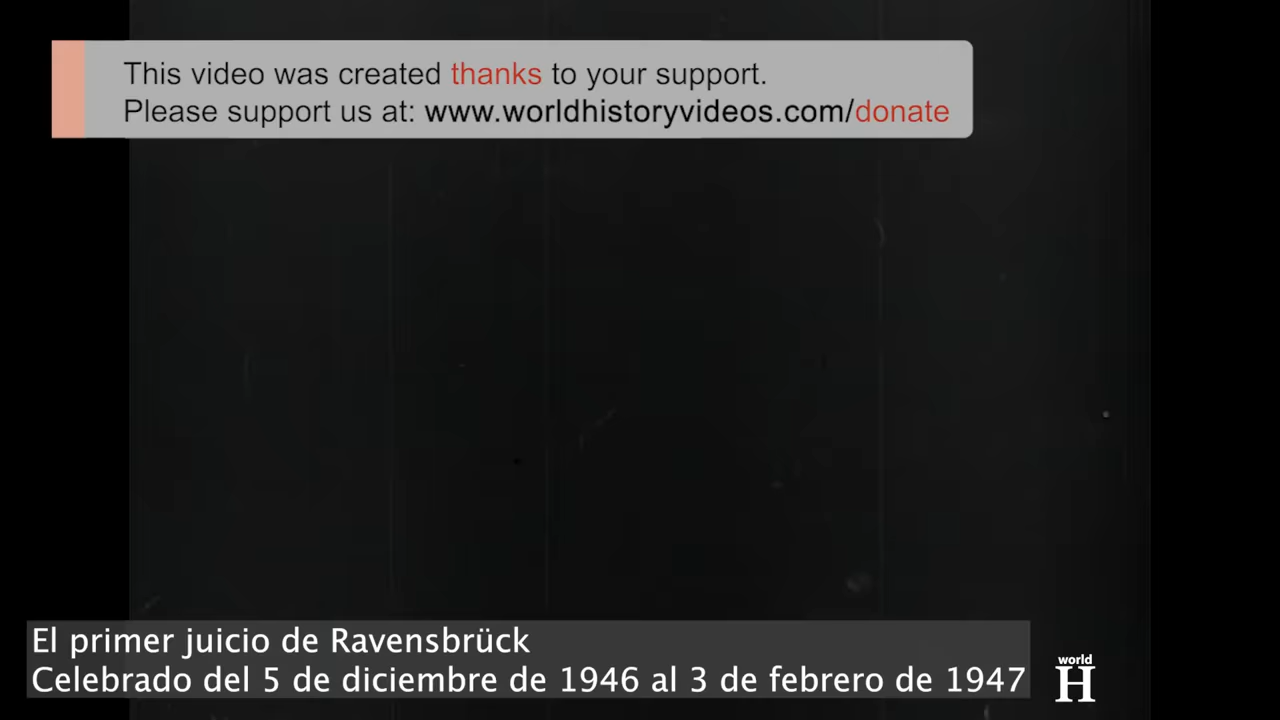 This video was created thanks to your support.
Please support us at: www.worldhistoryvideos.com/donate
El primer juicio de Ravensbrück
Celebrado del 5 de diciembre de 1946 al 3 de febrero de 1947
world
H